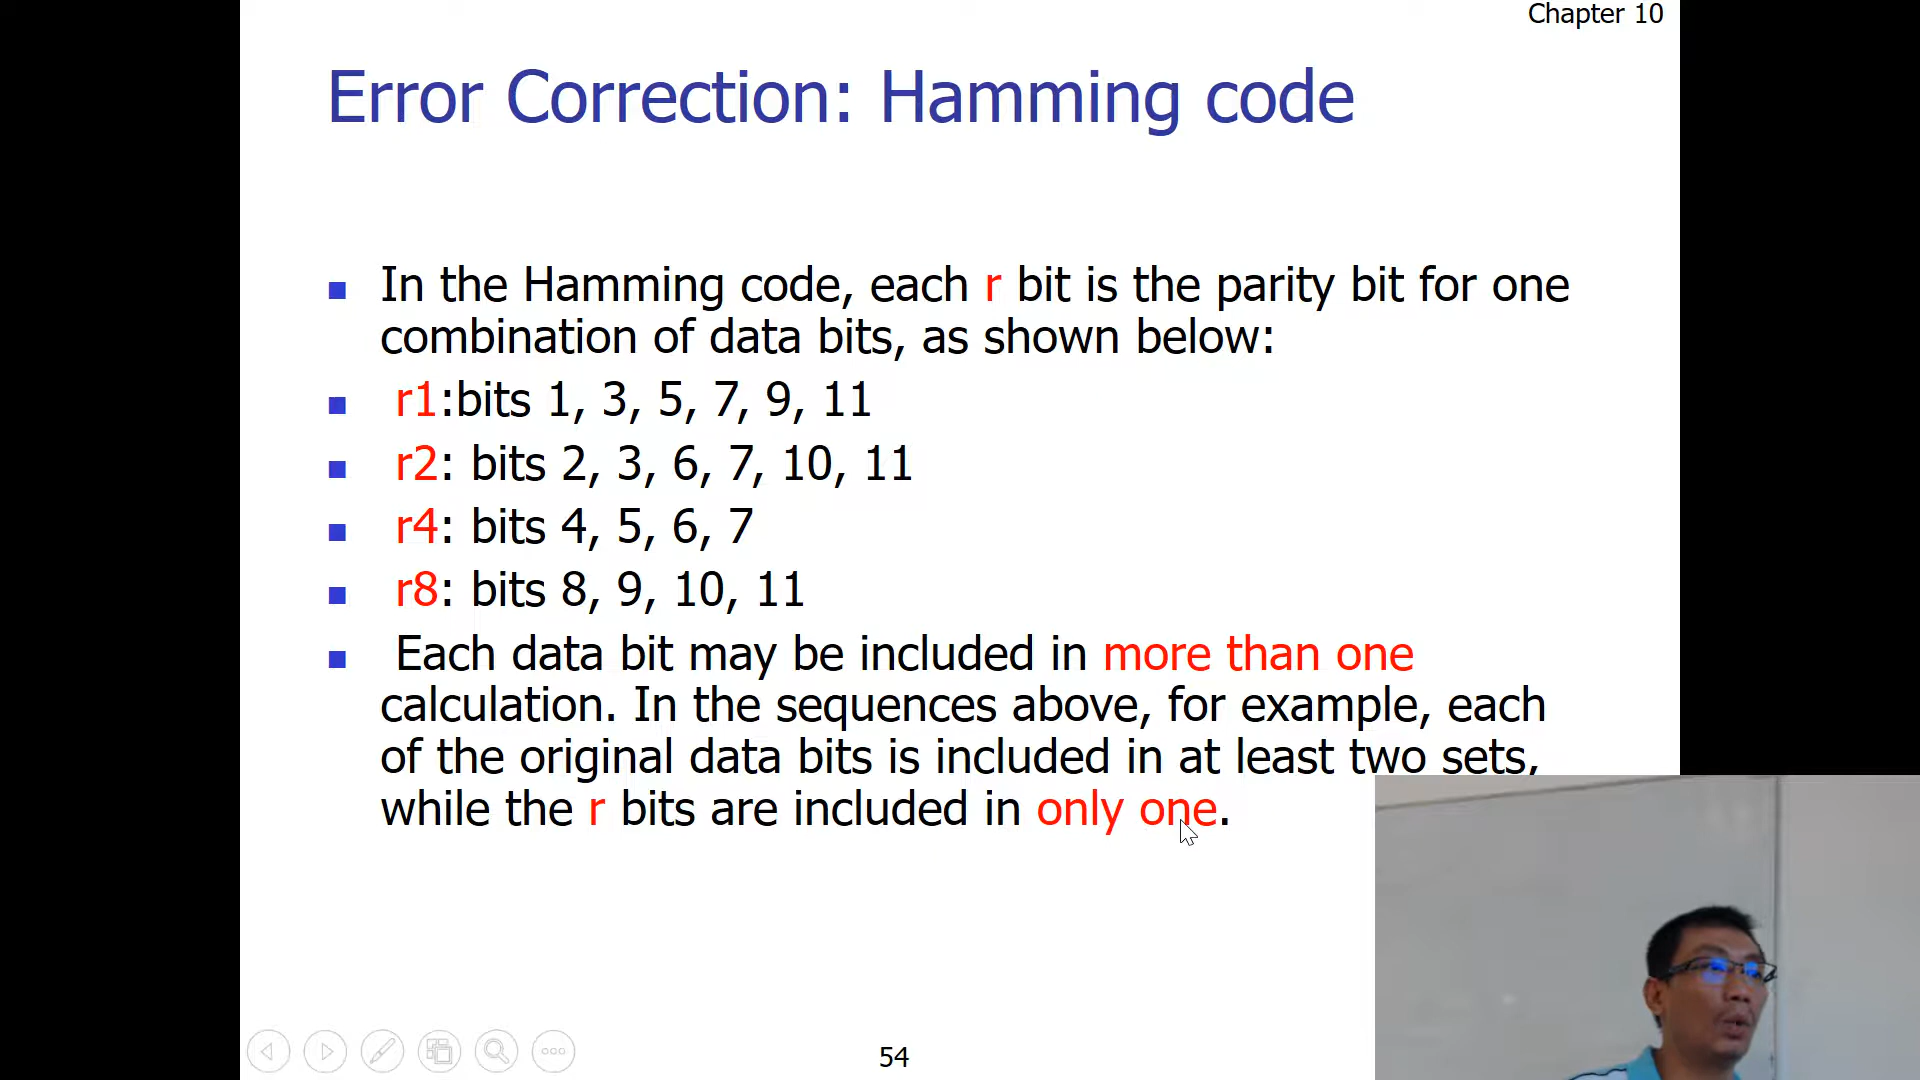 Chapter 10
Error Correction: Hamming code
In the Hamming code, each r bit is the parity bit for one
combination of data bits, as shown below:
r1:bits 1, 3, 5, 7, 9, 11
r2: bits 2, 3, 6, 7, 10, 11
r4: bits 4, 5, 6, 7
r8: bits 8, 9, 10, 11
Each data bit may be included in more than one
calculation. In the sequences above, for example, each
of the original data bits is included in at least two sets,
while the r bits are included in only one.
54